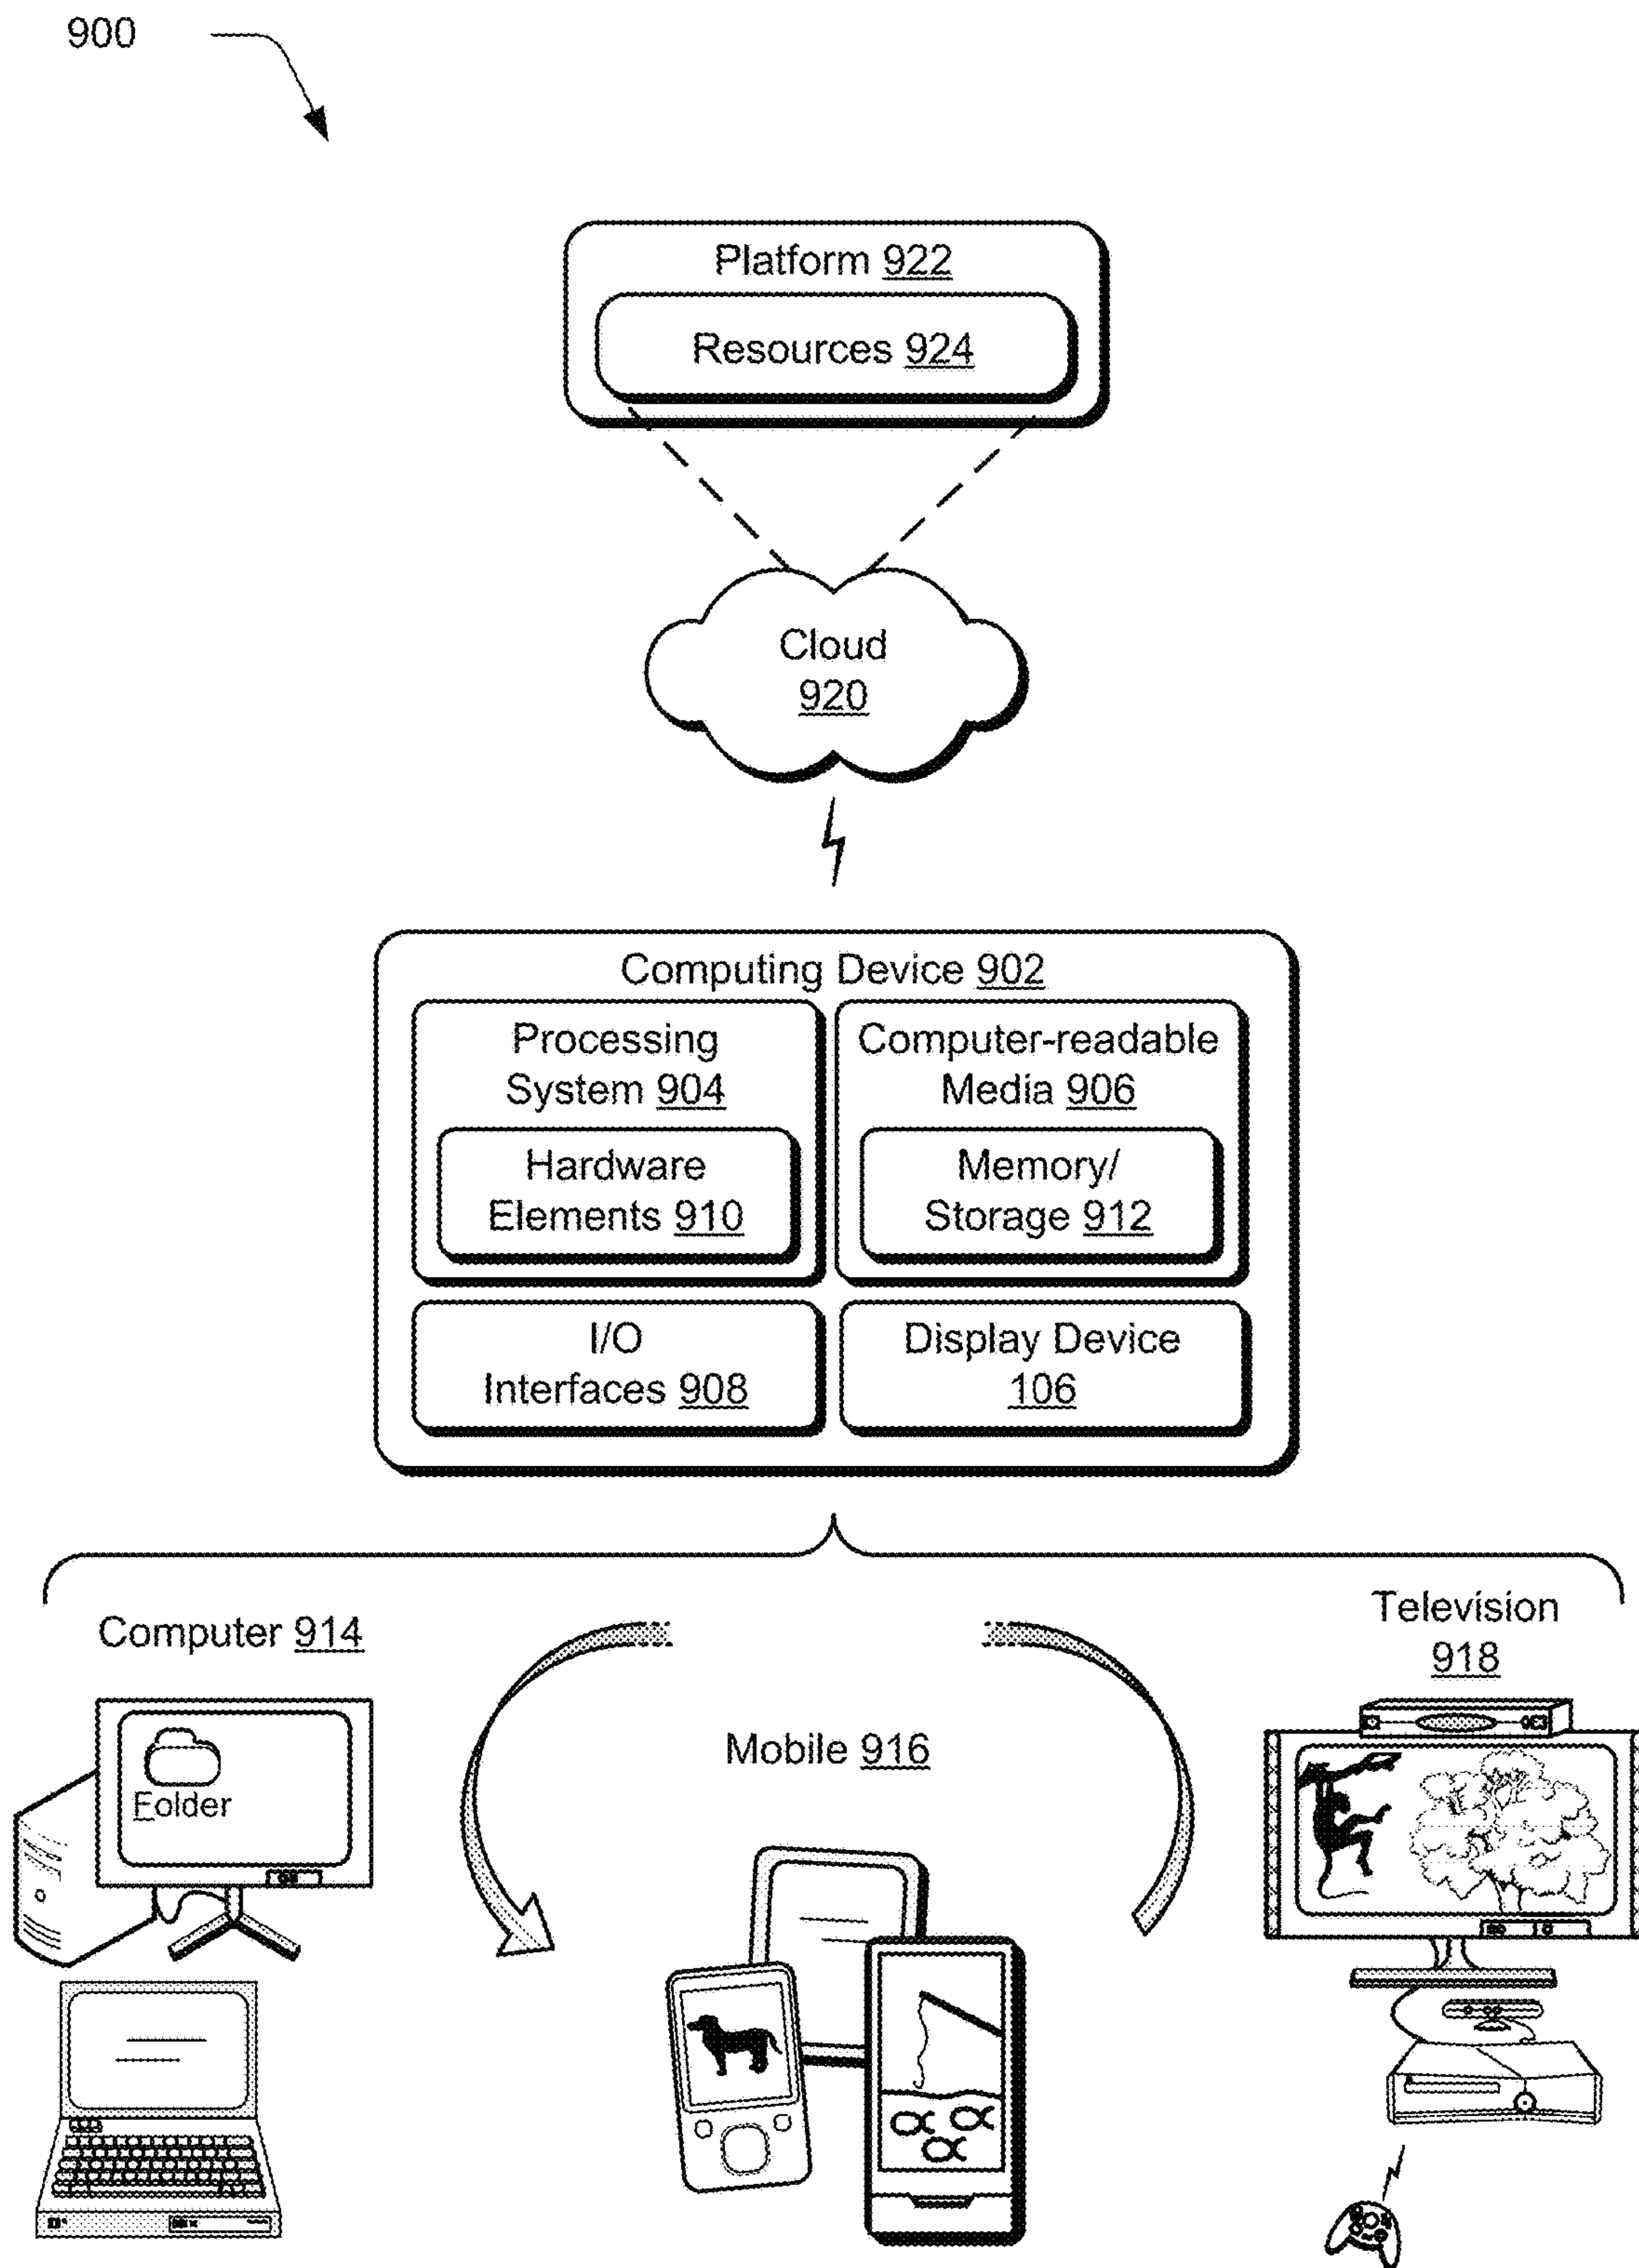 900
Platform 922
Resources 924
Cloud
920
Computing Device 902
Processing
System 904
Hardware
Elements 910
Computer-readable
Media 906
Memory/
Storage 912
I/O
Interfaces 908
Display Device
106
Computer 914
Folder
Mobile 916
Television
918